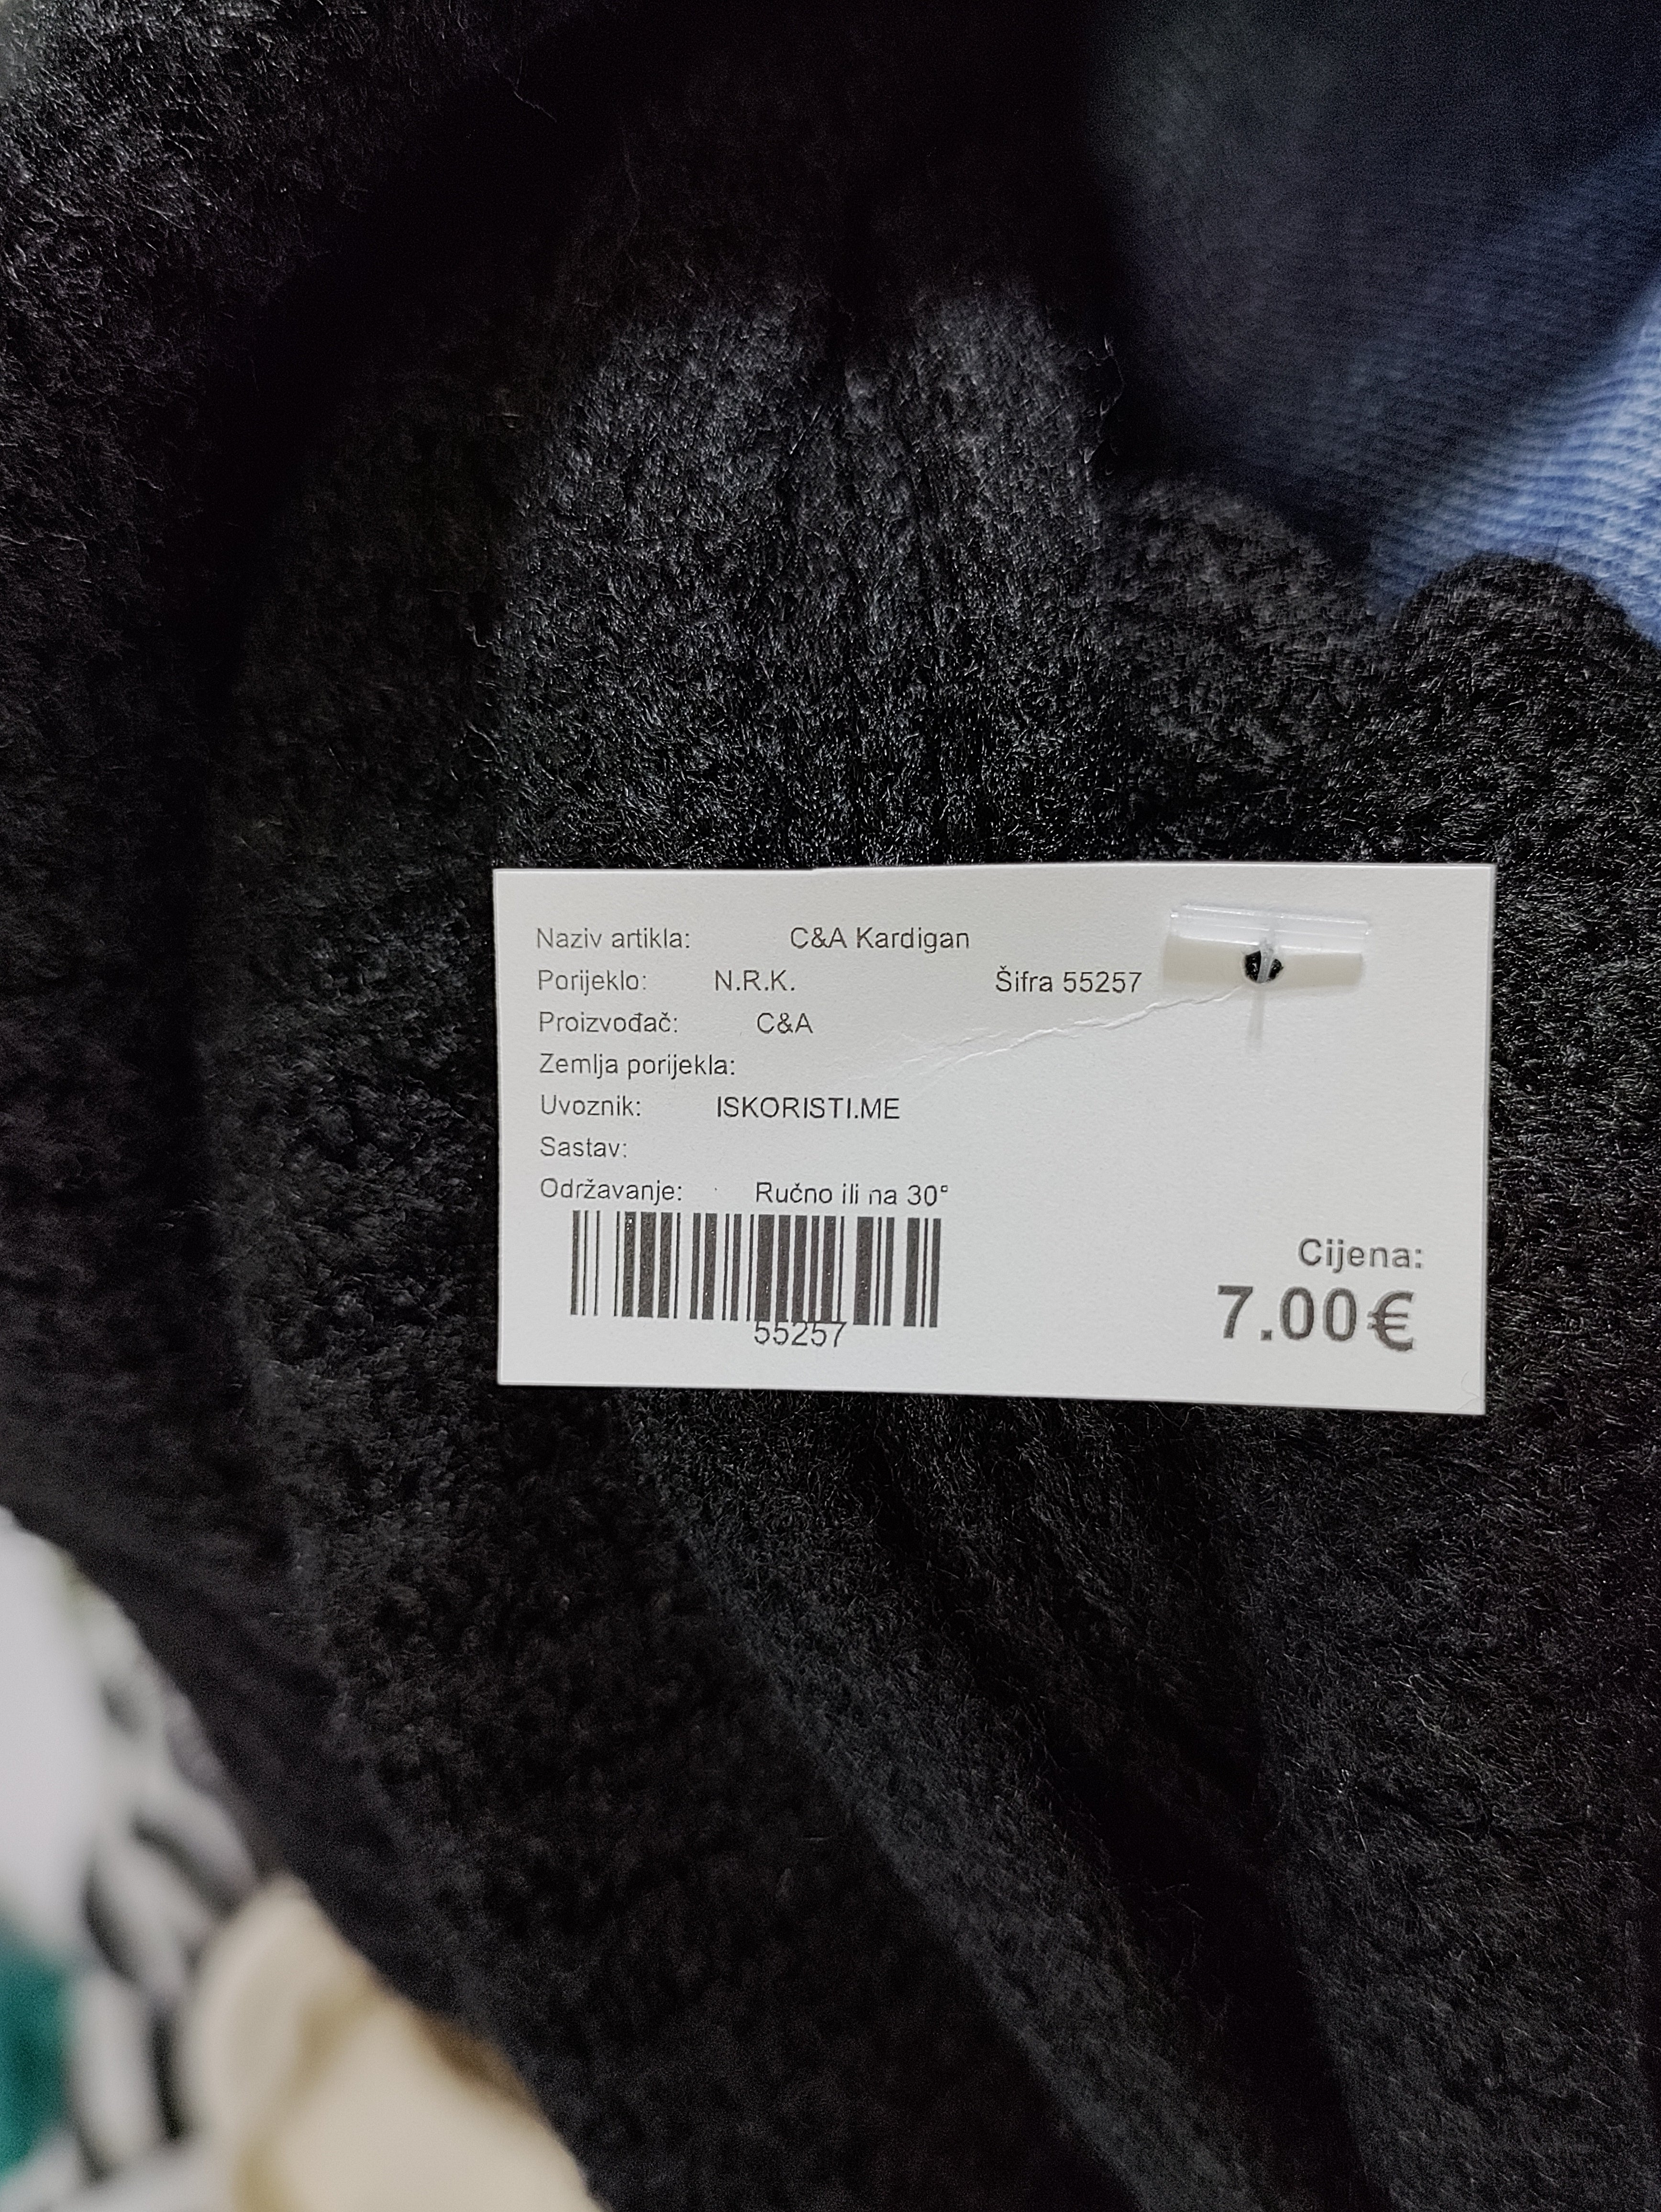 Naziv artikla: C&A Kardigan
Porijeklo: N.R.K. Šifra 55257
Proizvođač: C&A
Zemlja porijekla:
Uvoznik: ISKORISTI.ME
Sastav:
Održavanje: Ručno ili na 30°
55257
Cijena:
7.00€